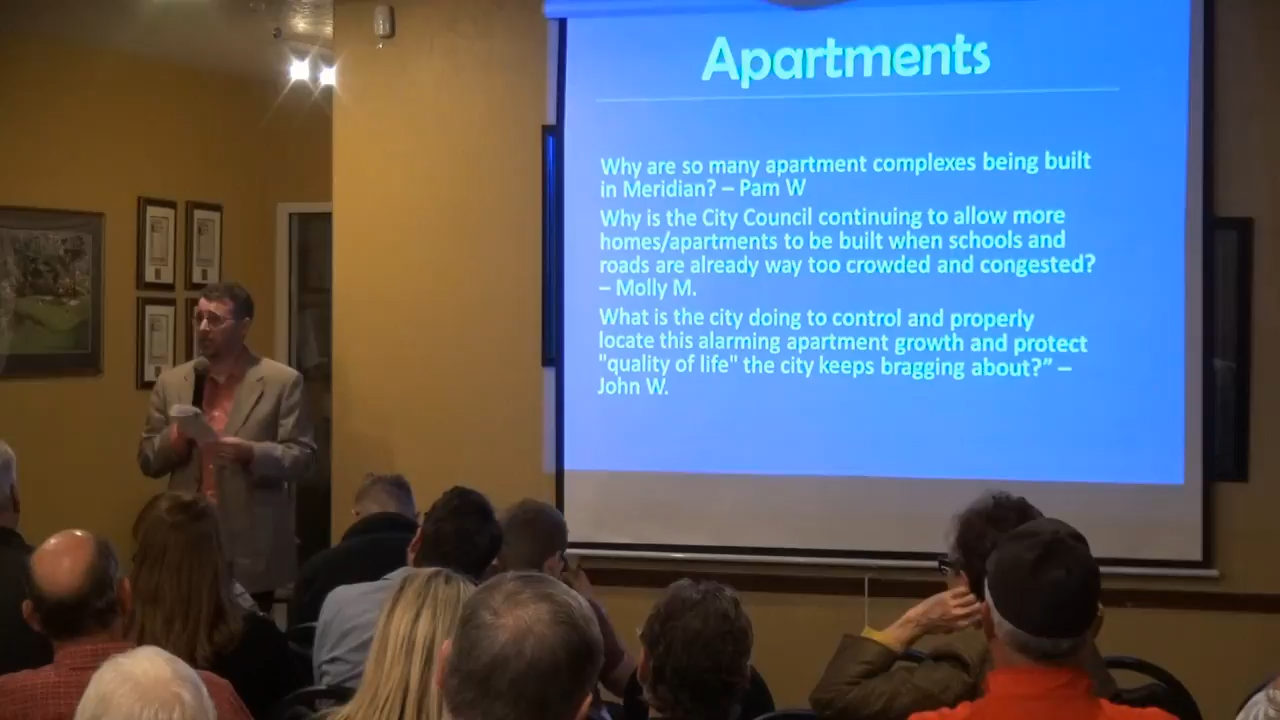 Apartments
Why are so many apartment complexes being built
in Meridian? – Pam W
Why is the City Council continuing to allow more
homes/apartments to be built when schools and
roads are already way too crowded and congested?
– Molly M.
What is the city doing to control and properly
locate this alarming apartment growth and protect
"quality of life" the city keeps bragging about?” –
John W.